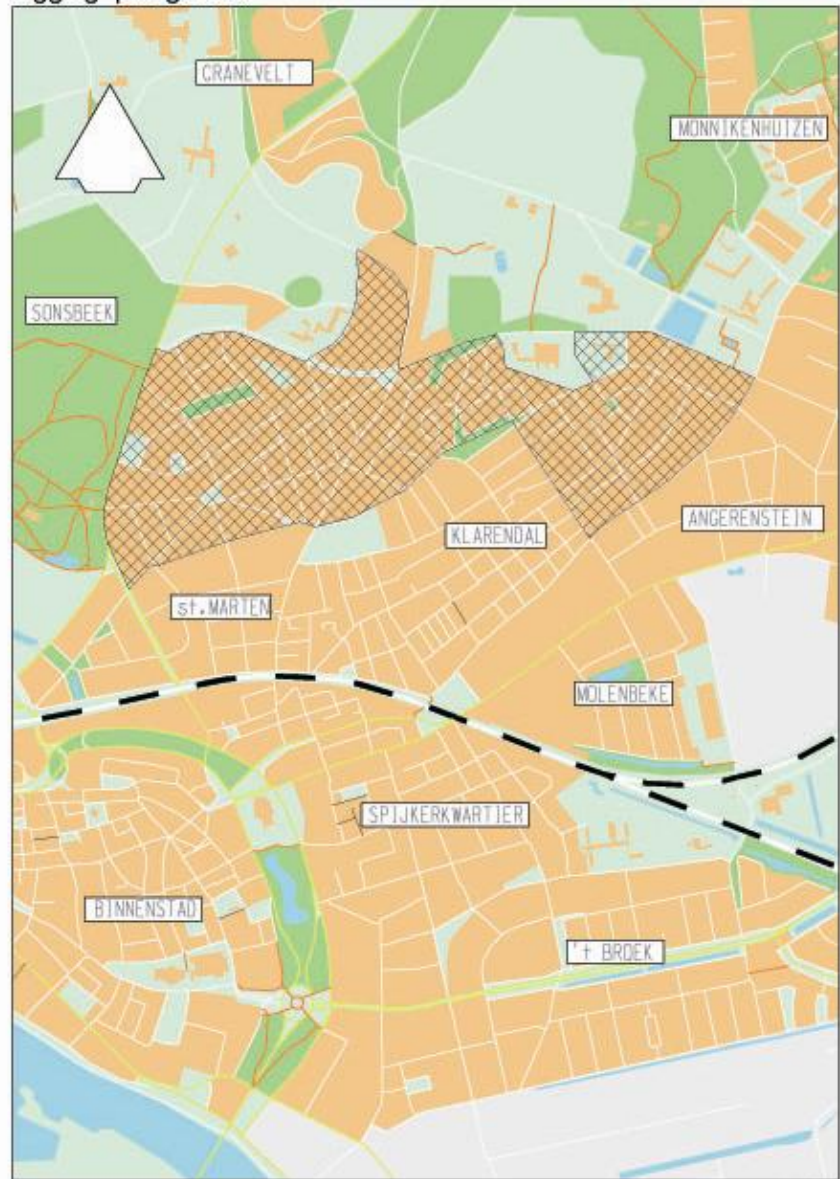 CRANEVELT
MONNIKENHUIZEN
SONSBEEK
ANGERENSTEIN
KLARENDAL
st.MARTEN
MOLENBEKE
SPIJKERKWARTIER
BINNENSTAD
't BROEK